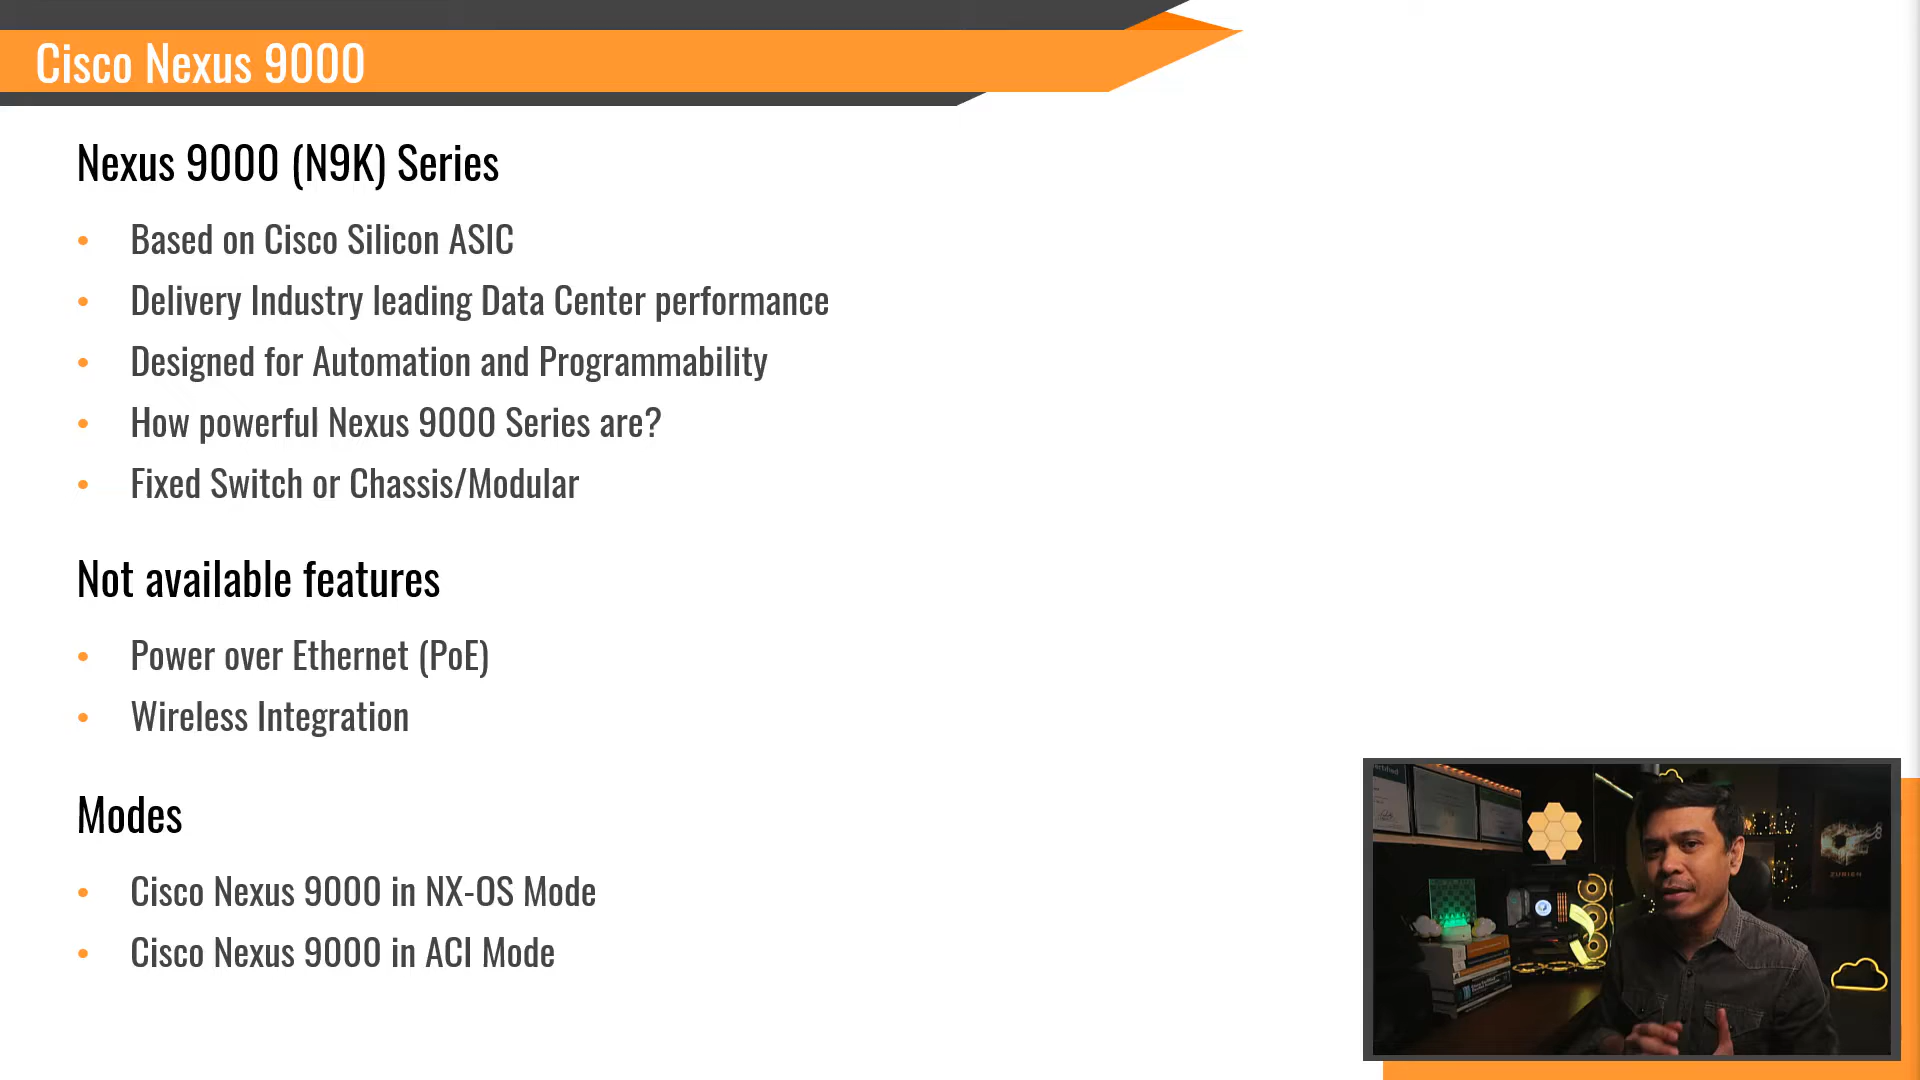 Cisco Nexus 9000
Nexus 9000 (N9K) Series
• Based on Cisco Silicon ASIC
• Delivery Industry leading Data Center performance
• Designed for Automation and Programmability
• How powerful Nexus 9000 Series are?
• Fixed Switch or Chassis/Modular
Not available features
• Power over Ethernet (PoE)
• Wireless Integration
Modes
• Cisco Nexus 9000 in NX-OS Mode
• Cisco Nexus 9000 in ACI Mode
ZURIEN